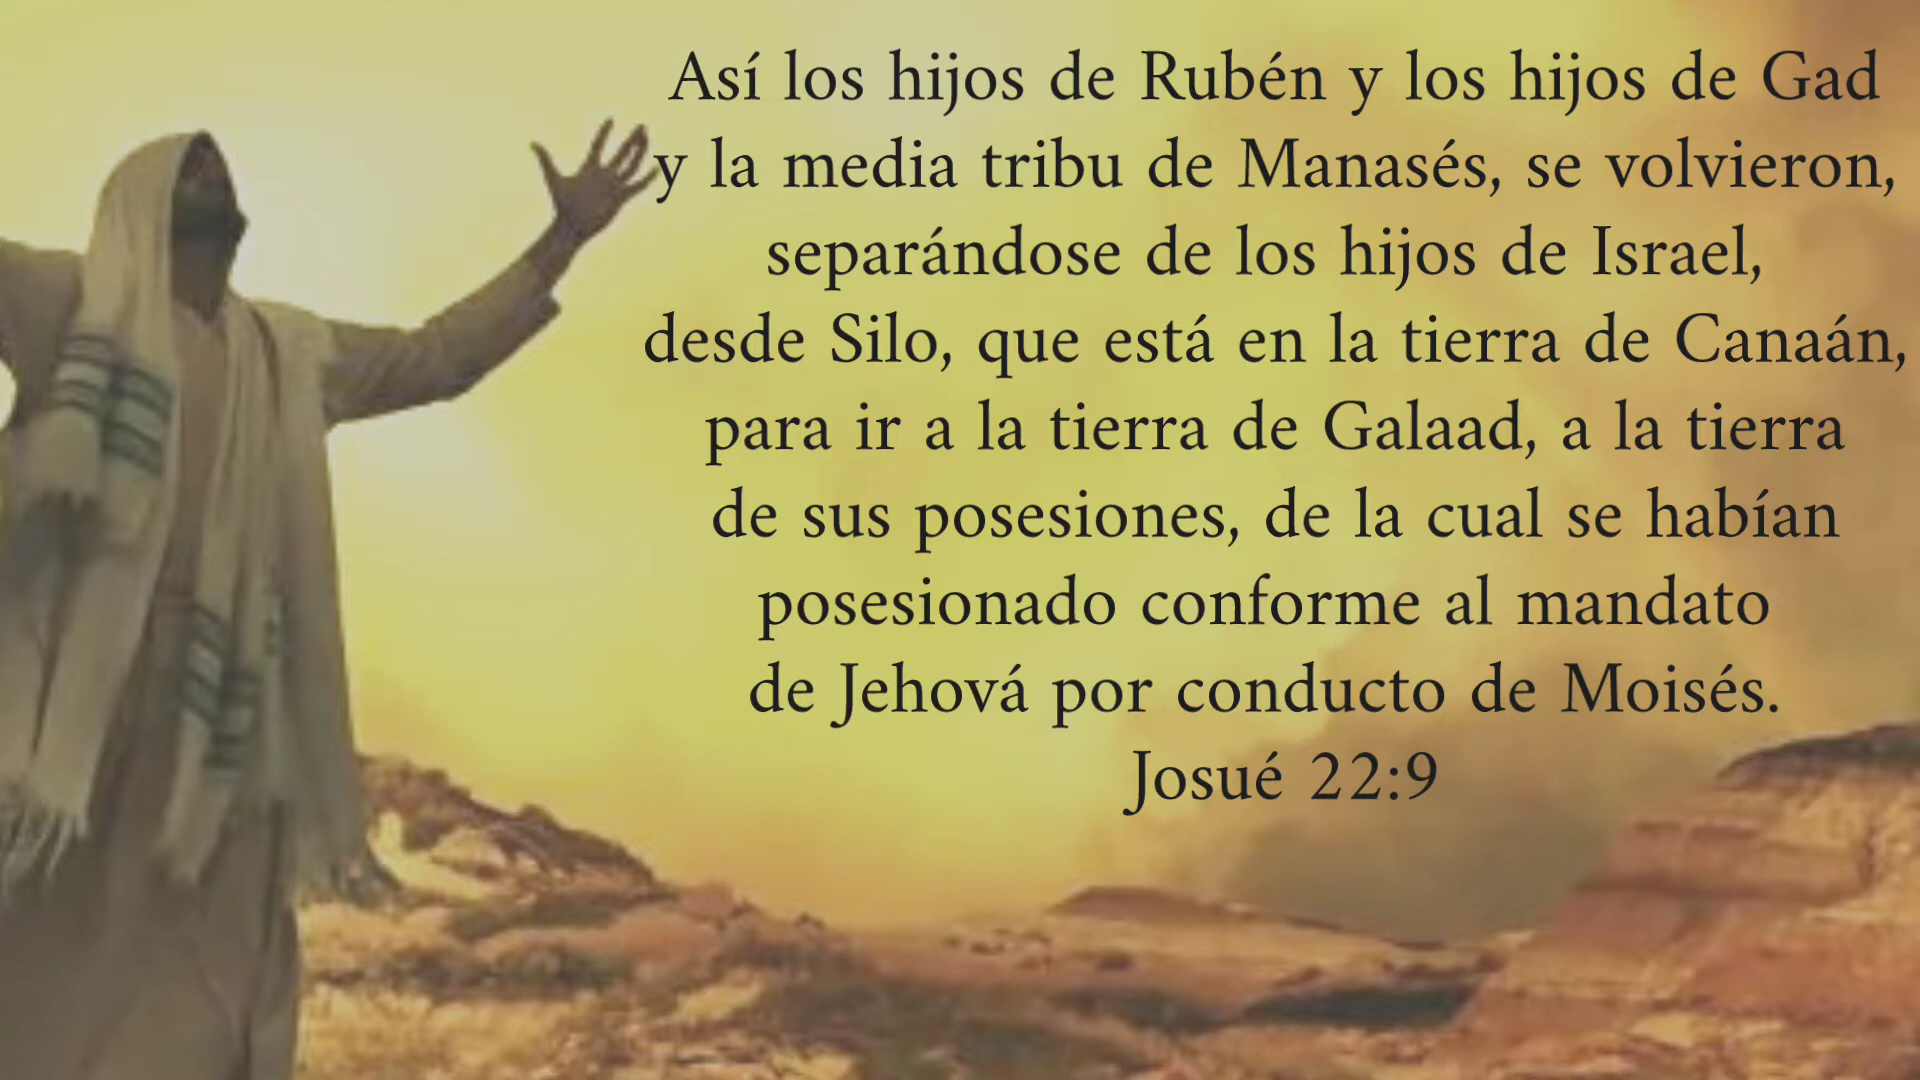 Así los hijos de Rubén y los hijos de Gad
y la media tribu de Manasés, se volvieron,
separándose de los hijos de Israel,
desde Silo, que está en la tierra de Canaán,
para ir a la tierra de Galaad, a la tierra
de sus posesiones, de la cual se habían
posesionado conforme al mandato
de Jehová por conducto de Moisés.
Josué 22:9